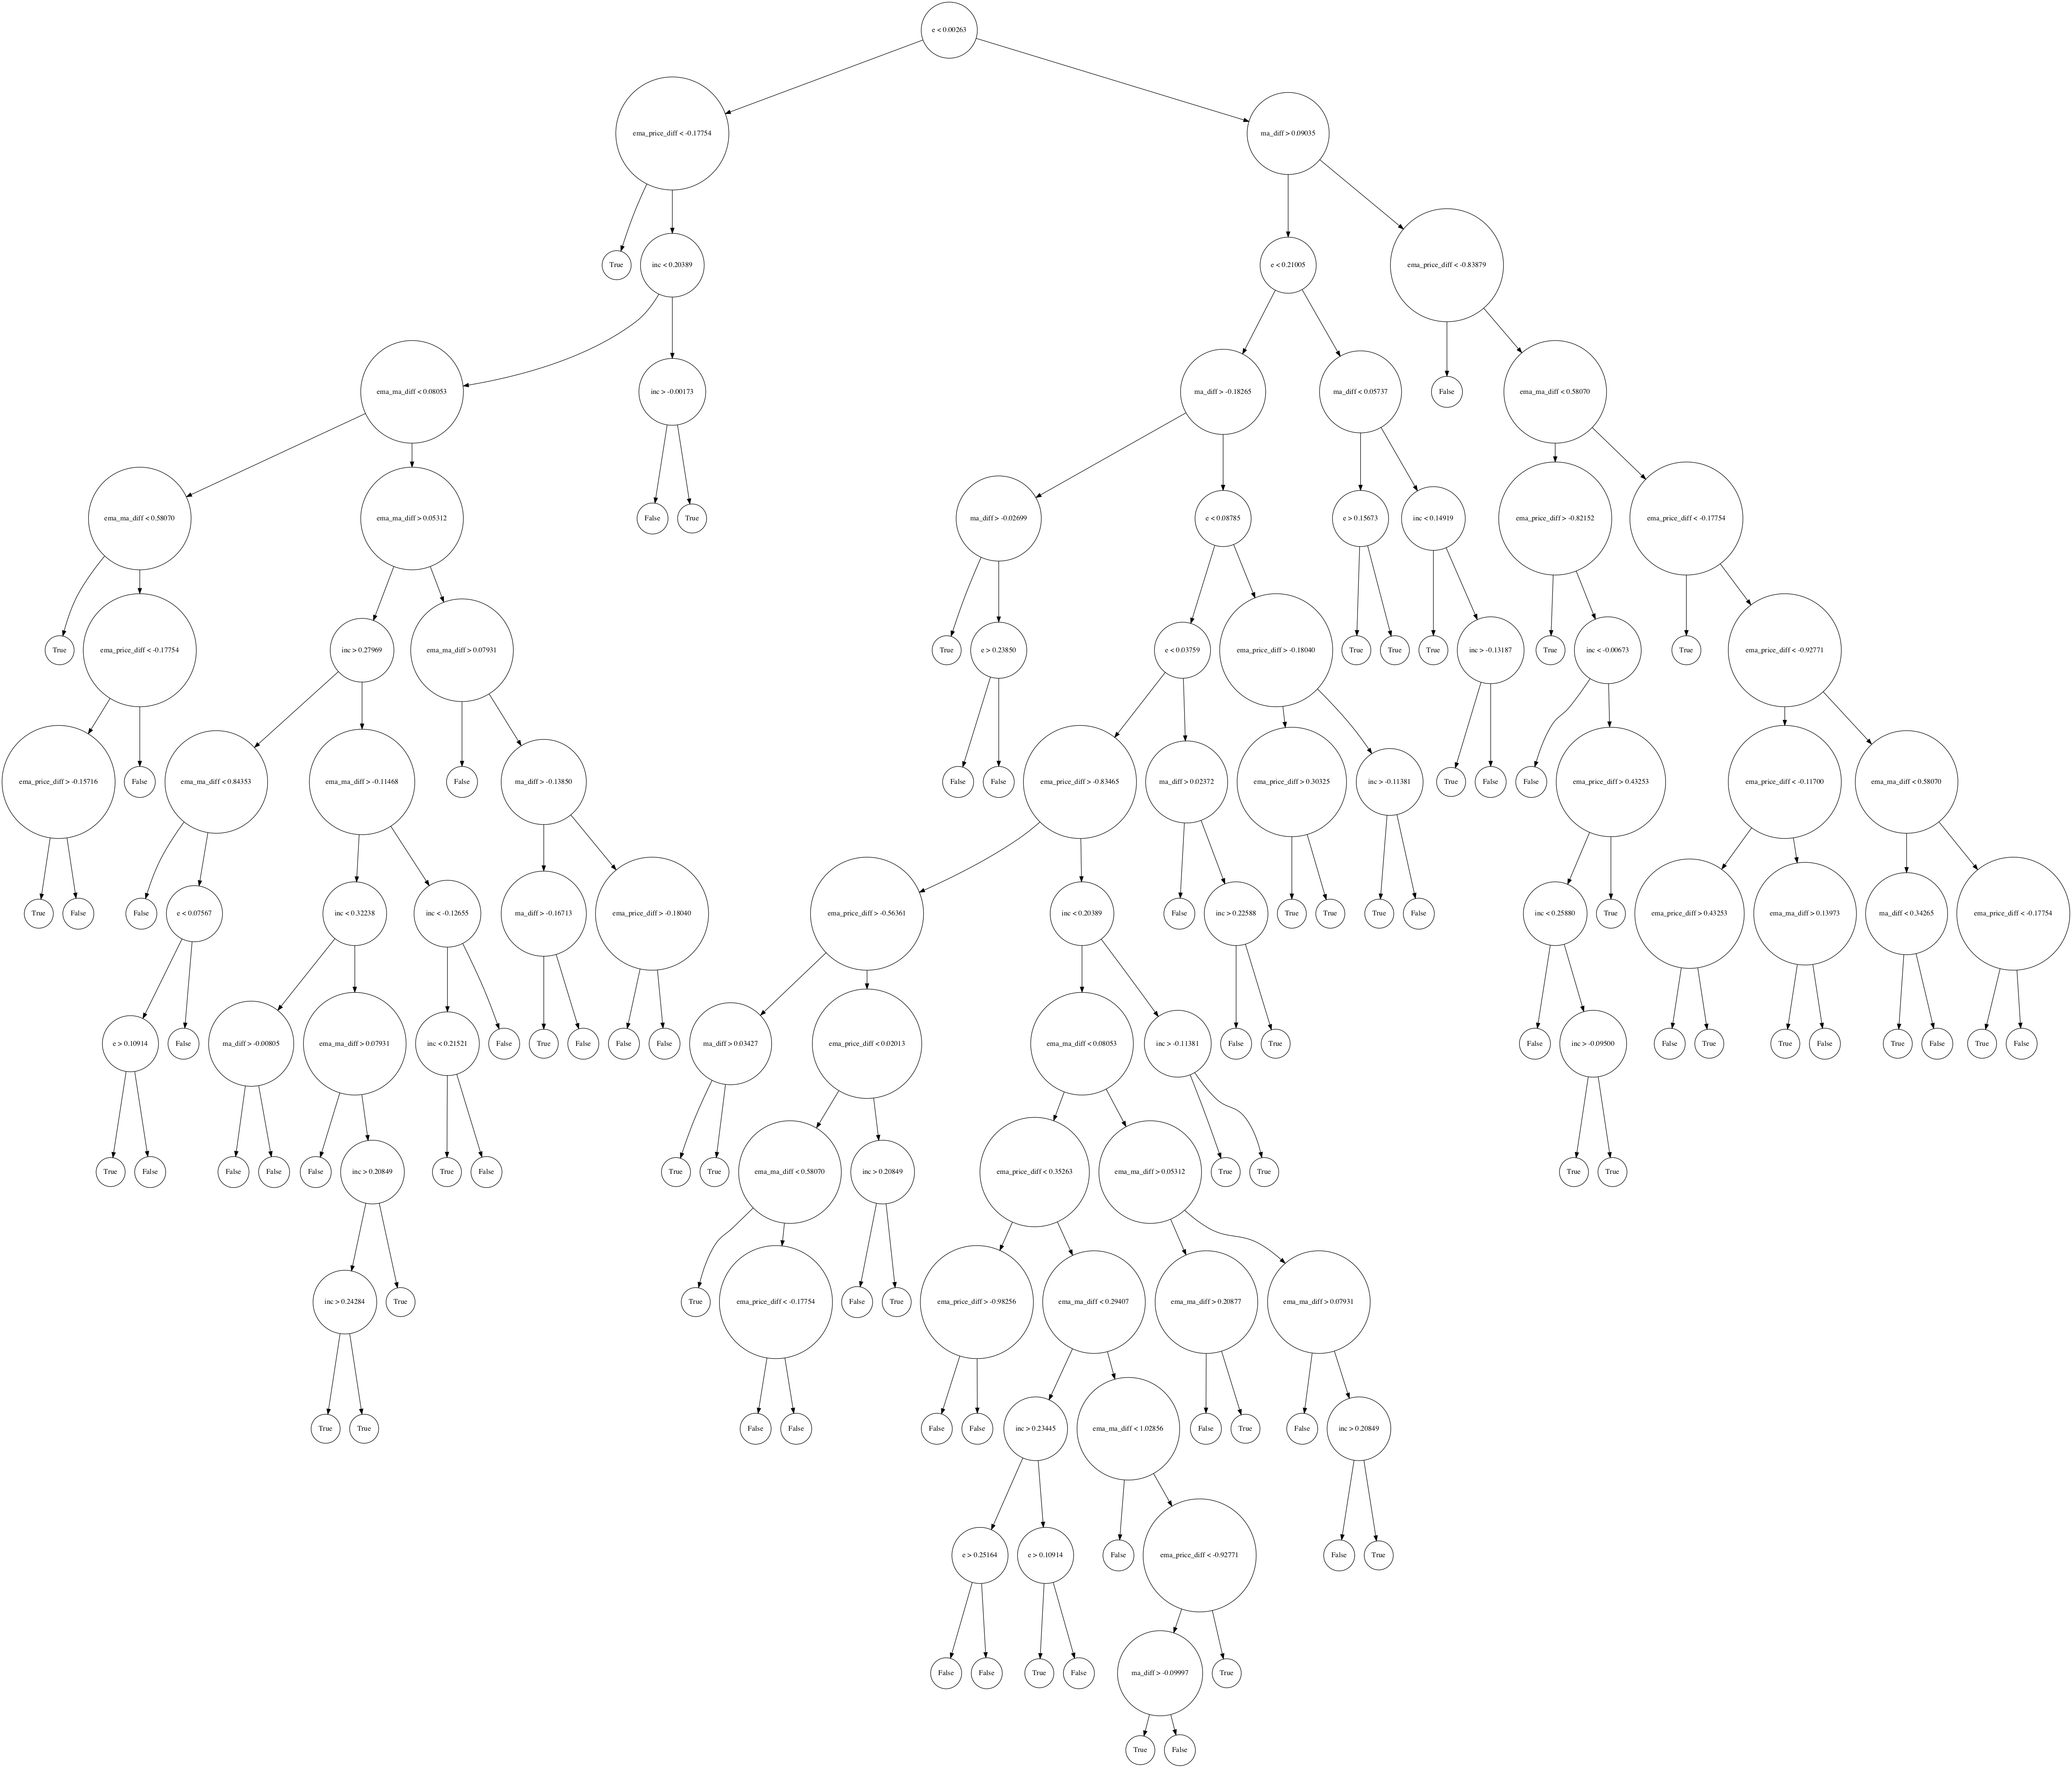 e < 0.00263
ema_price_diff < -0.17754
ma_diff > 0.09035
True
inc < 0.20389
e < 0.21005
ema_price_diff < -0.83879
ema_ma_diff < 0.08053
inc > -0.00173
ma_diff > -0.18265
ma_diff < 0.05737
False
ema_ma_diff < 0.58070
ema_ma_diff < 0.58070
ema_ma_diff > 0.05312
False
True
ma_diff > -0.02699
e < 0.08785
e > 0.15673
inc < 0.14919
ema_price_diff > -0.82152
ema_price_diff < -0.17754
True
ema_price_diff < -0.17754
inc > 0.27969
ema_ma_diff > 0.07931
True
e > 0.23850
e < 0.03759
ema_price_diff > -0.18040
True
True
True
inc > -0.13187
True
inc < -0.00673
True
ema_price_diff < -0.92771
ema_price_diff > -0.15716
False
ema_ma_diff < 0.84353
ema_ma_diff > -0.11468
False
ma_diff > -0.13850
False
False
ema_price_diff > -0.83465
ma_diff > 0.02372
ema_price_diff > 0.30325
inc > -0.11381
True
False
False
ema_price_diff > 0.43253
ema_price_diff < -0.11700
ema_ma_diff < 0.58070
True
False
False
e < 0.07567
inc < 0.32238
inc < -0.12655
ma_diff > -0.16713
ema_price_diff > -0.18040
ema_price_diff > -0.56361
inc < 0.20389
False
inc > 0.22588
True
True
True
False
inc < 0.25880
True
ema_price_diff > 0.43253
ema_ma_diff > 0.13973
ma_diff < 0.34265
ema_price_diff < -0.17754
e > 0.10914
False
ma_diff > -0.00805
ema_ma_diff > 0.07931
inc < 0.21521
False
True
False
False
False
ma_diff > 0.03427
ema_price_diff < 0.02013
ema_ma_diff < 0.08053
inc > -0.11381
False
True
False
inc > -0.09500
False
True
True
False
True
False
True
False
True
False
False
False
False
inc > 0.20849
True
False
True
True
ema_ma_diff < 0.58070
inc > 0.20849
ema_price_diff < 0.35263
ema_ma_diff > 0.05312
True
True
True
True
inc > 0.24284
True
True
ema_price_diff < -0.17754
False
True
ema_price_diff > -0.98256
ema_ma_diff < 0.29407
ema_ma_diff > 0.20877
ema_ma_diff > 0.07931
True
True
False
False
False
False
inc > 0.23445
ema_ma_diff < 1.02856
False
True
False
inc > 0.20849
e > 0.25164
e > 0.10914
False
ema_price_diff < -0.92771
False
True
False
False
True
False
ma_diff > -0.09997
True
True
False